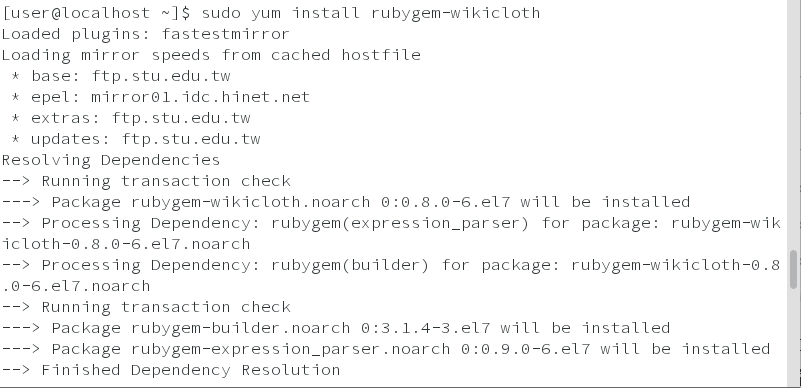 [user@localhost ~]$ sudo yum install rubygem-wikicloth
Loaded plugins: fastestmirror
Loading mirror speeds from cached hostfile
 * base: ftp.stu.edu.tw
 * epel: mirror01.idc.hinet.net
 * extras: ftp.stu.edu.tw
 * updates: ftp.stu.edu.tw
Resolving Dependencies
--> Running transaction check
---> Package rubygem-wikicloth.noarch 0:0.8.0-6.el7 will be installed
--> Processing Dependency: rubygem(expression_parser) for package: rubygem-wik
icloth-0.8.0-6.el7.noarch
--> Processing Dependency: rubygem(builder) for package: rubygem-wikicloth-0.8
.0-6.el7.noarch
--> Running transaction check
---> Package rubygem-builder.noarch 0:3.1.4-3.el7 will be installed
---> Package rubygem-expression_parser.noarch 0:0.9.0-6.el7 will be installed
--> Finished Dependency Resolution